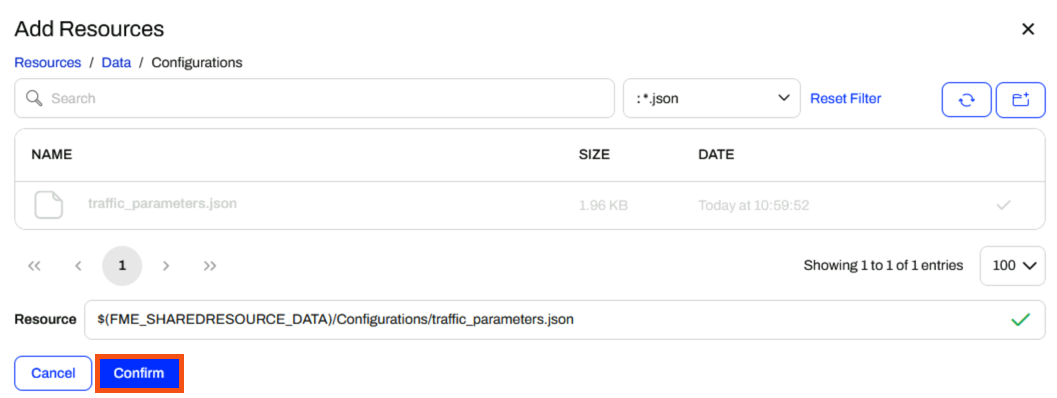 Add Resources
Resources / Data / Configurations
Search
:*.json
Reset Filter
NAME SIZE DATE
traffic_parameters.json 1.96 KB Today at 10:59:52
1
Showing 1 to 1 of 1 entries 100
Resource $(FME_SHAREDRESOURCE_DATA)/Configurations/traffic_parameters.json
Cancel Confirm